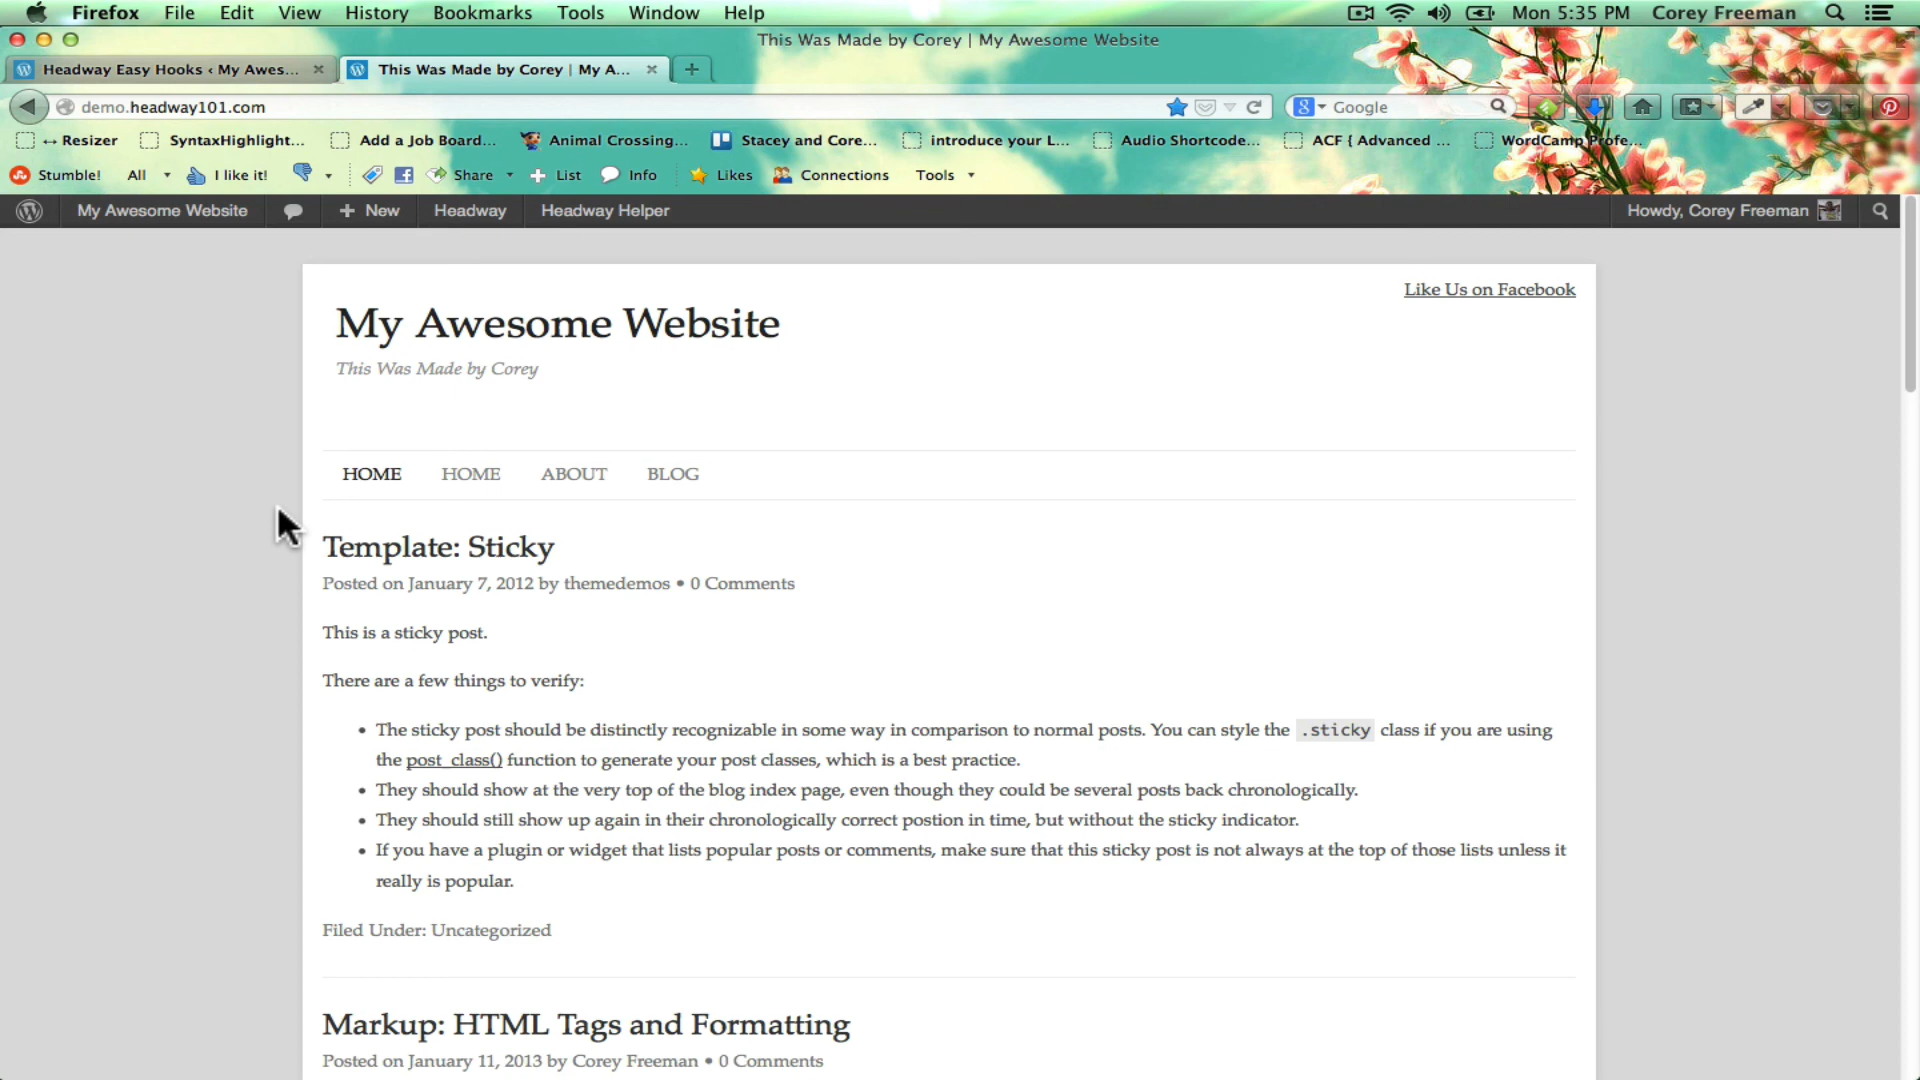 Firefox File Edit View History Bookmarks Tools Window Help Mon 5:35 PM Corey Freeman
This Was Made by Corey | My Awesome Website
Headway Easy Hooks ‹ My Awes... This Was Made by Corey | My A...
demo.headway101.com Google
↔ Resizer SyntaxHighlight... Add a Job Board... Animal Crossing... Stacey and Core... introduce your L... Audio Shortcode... ACF { Advanced ... WordCamp Profe...
Stumble! All I like it! Share List Info Likes Connections Tools
My Awesome Website New Headway Headway Helper Howdy, Corey Freeman
Like Us on Facebook
My Awesome Website
This Was Made by Corey
HOME HOME ABOUT BLOG
Template: Sticky
Posted on January 7, 2012 by themedemos • 0 Comments
This is a sticky post.
There are a few things to verify:
• The sticky post should be distinctly recognizable in some way in comparison to normal posts. You can style the .sticky class if you are using
the post_class() function to generate your post classes, which is a best practice.
• They should show at the very top of the blog index page, even though they could be several posts back chronologically.
• They should still show up again in their chronologically correct postion in time, but without the sticky indicator.
• If you have a plugin or widget that lists popular posts or comments, make sure that this sticky post is not always at the top of those lists unless it
really is popular.
Filed Under: Uncategorized
Markup: HTML Tags and Formatting
Posted on January 11, 2013 by Corey Freeman • 0 Comments